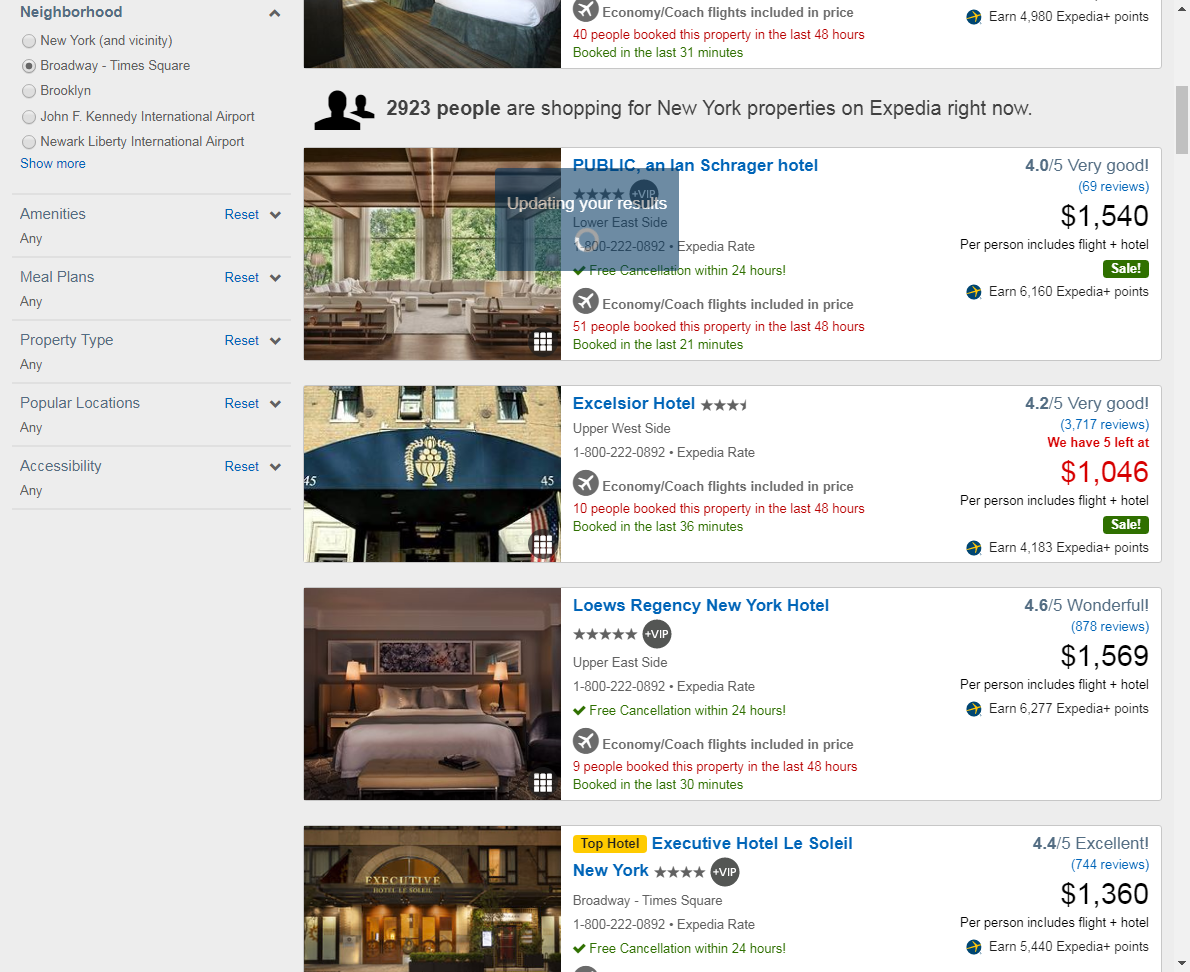 Neighborhood
New York (and vicinity)
Broadway - Times Square
Brooklyn
John F. Kennedy International Airport
Newark Liberty International Airport
Show more
Amenities Reset
Any
Meal Plans Reset
Any
Property Type Reset
Any
Popular Locations Reset
Any
Accessibility Reset
Any
Economy/Coach flights included in price
40 people booked this property in the last 48 hours
Booked in the last 31 minutes
Earn 4,980 Expedia+ points
2923 people are shopping for New York properties on Expedia right now.
PUBLIC, an Ian Schrager hotel
+VIP
Updating your results
Lower East Side
1-800-222-0892 • Expedia Rate
Free Cancellation within 24 hours!
Economy/Coach flights included in price
51 people booked this property in the last 48 hours
Booked in the last 21 minutes
4.0/5 Very good!
(69 reviews)
$1,540
Per person includes flight + hotel
Sale!
Earn 6,160 Expedia+ points
45
45
Excelsior Hotel
Upper West Side
1-800-222-0892 • Expedia Rate
Economy/Coach flights included in price
10 people booked this property in the last 48 hours
Booked in the last 36 minutes
4.2/5 Very good!
(3,717 reviews)
We have 5 left at
$1,046
Per person includes flight + hotel
Sale!
Earn 4,183 Expedia+ points
Loews Regency New York Hotel
+VIP
Upper East Side
1-800-222-0892 • Expedia Rate
Free Cancellation within 24 hours!
Economy/Coach flights included in price
9 people booked this property in the last 48 hours
Booked in the last 30 minutes
4.6/5 Wonderful!
(878 reviews)
$1,569
Per person includes flight + hotel
Earn 6,277 Expedia+ points
EXECUTIVE
HOTEL LE SOLEIL
Top Hotel Executive Hotel Le Soleil
New York +VIP
Broadway - Times Square
1-800-222-0892 • Expedia Rate
Free Cancellation within 24 hours!
4.4/5 Excellent!
(744 reviews)
$1,360
Per person includes flight + hotel
Earn 5,440 Expedia+ points